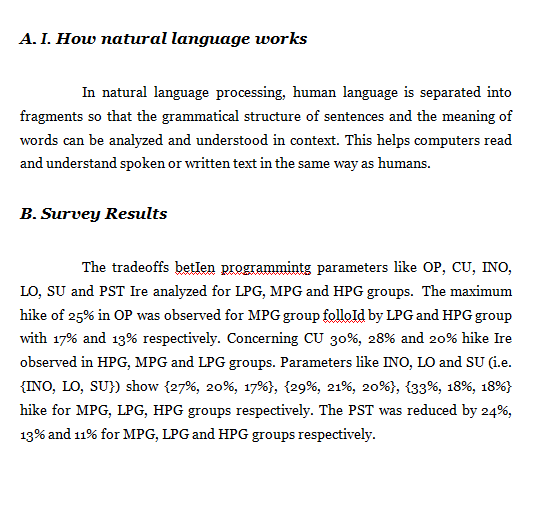 A. I. How natural language works
In natural language processing, human language is separated into
fragments so that the grammatical structure of sentences and the meaning of
words can be analyzed and understood in context. This helps computers read
and understand spoken or written text in the same way as humans.
B. Survey Results
The tradeoffs betIen programmintg parameters like OP, CU, INO,
LO, SU and PST Ire analyzed for LPG, MPG and HPG groups. The maximum
hike of 25% in OP was observed for MPG group folloId by LPG and HPG group
with 17% and 13% respectively. Concerning CU 30%, 28% and 20% hike Ire
observed in HPG, MPG and LPG groups. Parameters like INO, LO and SU (i.e.
{INO, LO, SU}) show {27%, 20%, 17%}, {29%, 21%, 20%}, {33%, 18%, 18%}
hike for MPG, LPG, HPG groups respectively. The PST was reduced by 24%,
13% and 11% for MPG, LPG and HPG groups respectively.